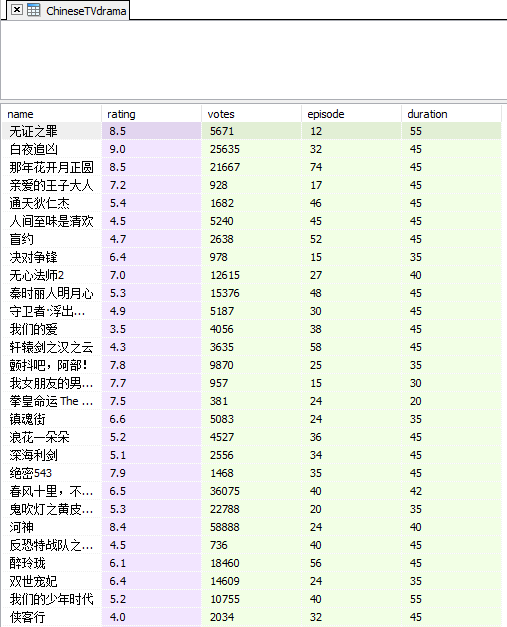 ChineseTVdrama
name rating votes episode duration
无证之罪 8.5 5671 12 55
白夜追凶 9.0 25635 32 45
那年花开月正圆 8.5 21667 74 45
亲爱的王子大人 7.2 928 17 45
通天狄仁杰 5.4 1682 46 45
人间至味是清欢 4.5 5240 45 45
盲约 4.7 2638 52 45
决对争锋 6.4 978 15 35
无心法师2 7.0 12615 27 40
秦时丽人明月心 5.3 15376 48 45
守卫者·浮出... 4.9 5187 30 45
我们的爱 3.5 4056 38 45
轩辕剑之汉之云 4.3 3635 58 45
颤抖吧，阿部！ 7.8 9870 25 35
我女朋友的男... 7.7 957 15 30
拳皇命运 The ... 7.5 381 24 20
镇魂街 6.6 5083 24 35
浪花一朵朵 5.2 4527 36 45
深海利剑 5.1 2556 34 45
绝密543 7.9 1468 35 45
春风十里，不... 6.5 36075 40 42
鬼吹灯之黄皮... 5.3 22788 20 35
河神 8.4 58888 24 40
反恐特战队之... 4.5 736 40 45
醉玲珑 6.1 18460 56 45
双世宠妃 6.4 14609 24 35
我们的少年时代 5.2 10755 40 55
侠客行 4.0 2034 32 45